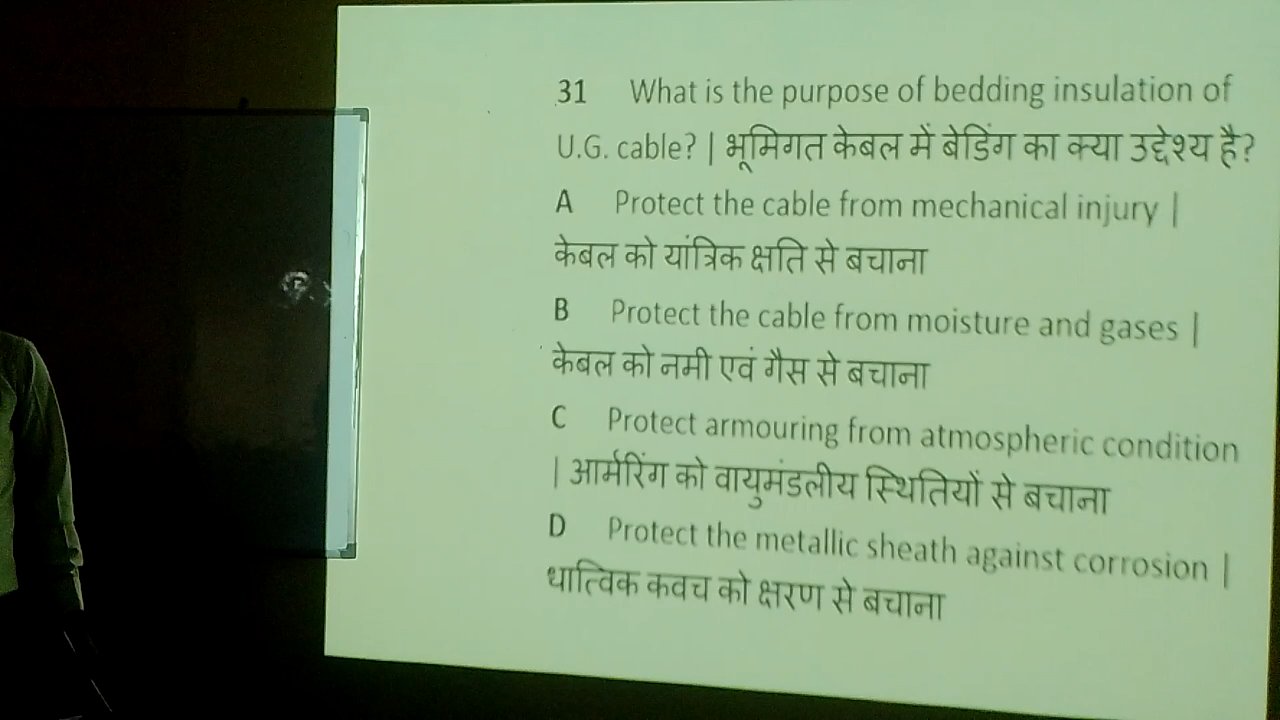 31 What is the purpose of bedding insulation of
U.G. cable? | भूमिगत केबल में बेडिंग का क्या उद्देश्य है?
A Protect the cable from mechanical injury |
केबल को यांत्रिक क्षति से बचाना
B Protect the cable from moisture and gases |
केबल को नमी एवं गैस से बचाना
C Protect armouring from atmospheric condition
| आर्मरिंग को वायुमंडलीय स्थितियों से बचाना
D Protect the metallic sheath against corrosion |
धात्विक कवच को क्षरण से बचाना